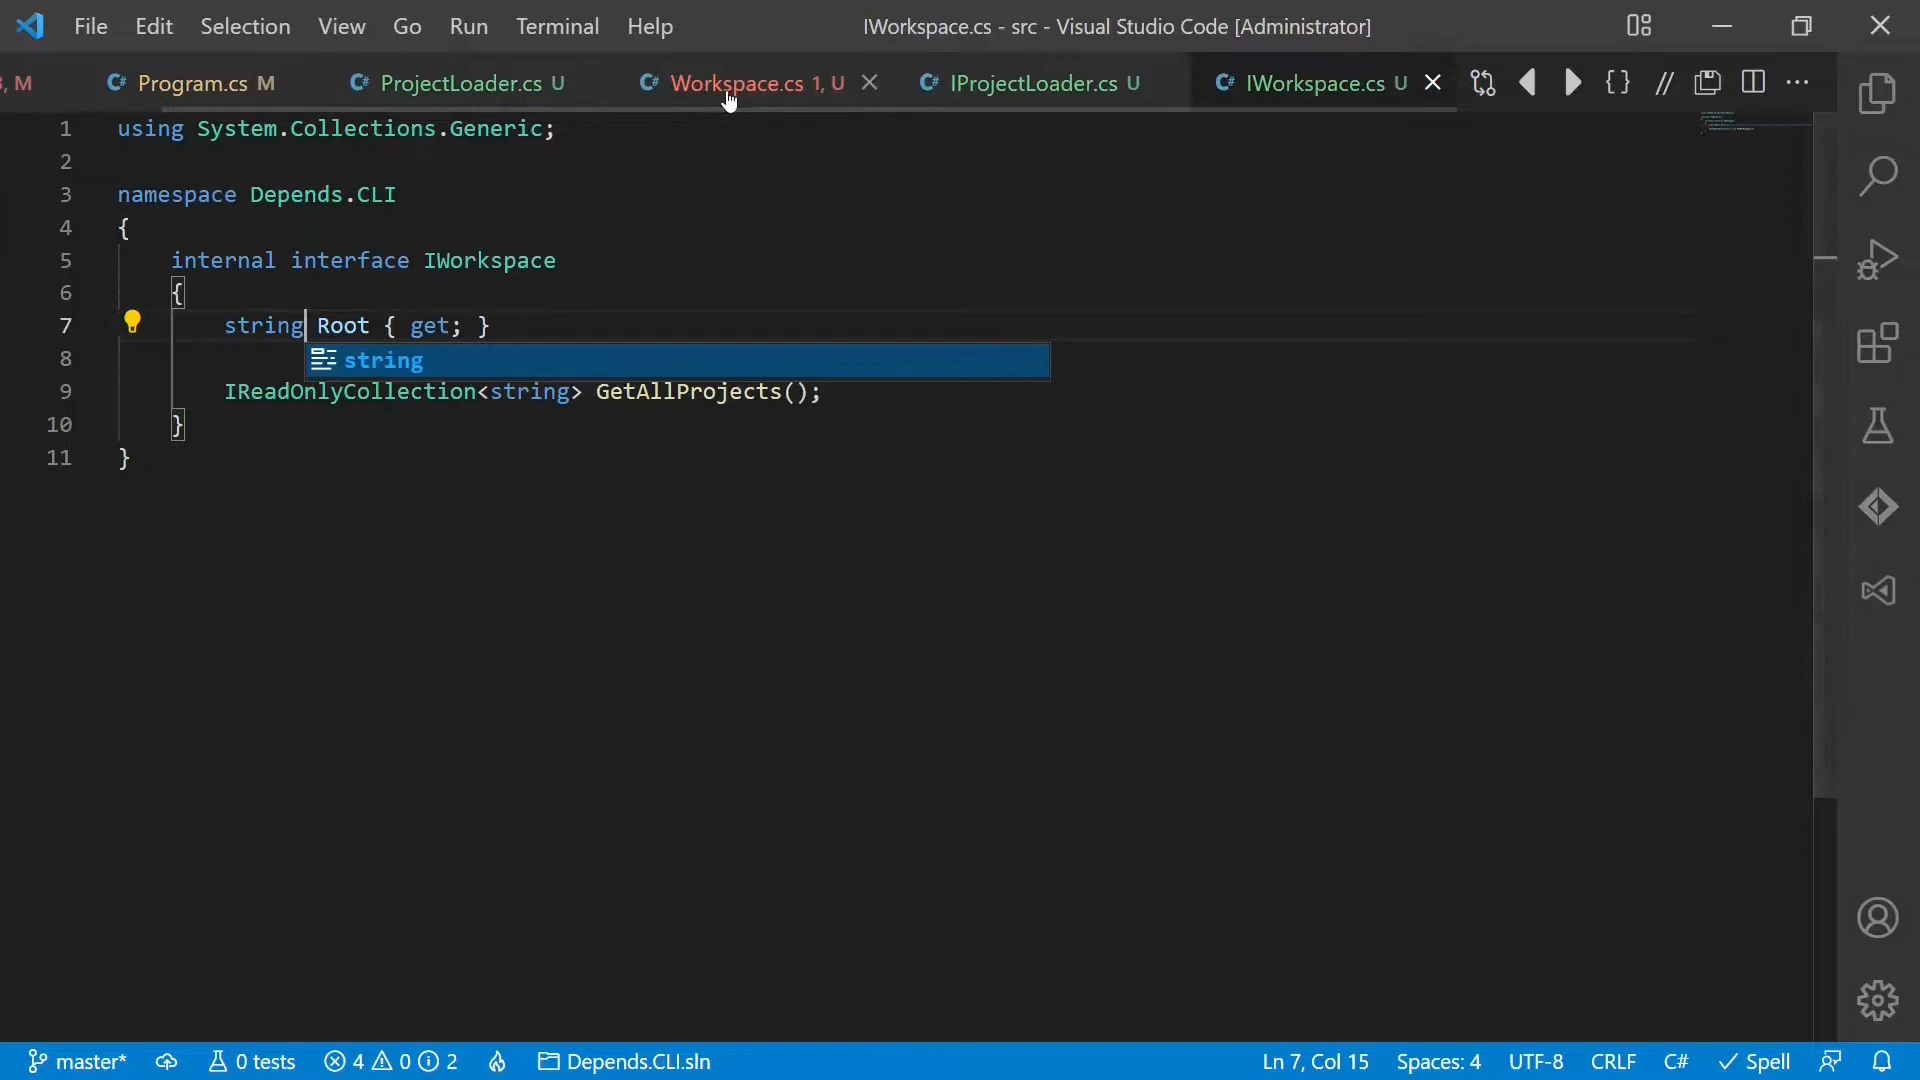 File Edit Selection View Go Run Terminal Help IWorkspace.cs - src - Visual Studio Code [Administrator]
, M C# Program.cs M C# ProjectLoader.cs U C# Workspace.cs 1, U C# IProjectLoader.cs U C# IWorkspace.cs U
1 using System.Collections.Generic;
2
3 namespace Depends.CLI
4 {
5 internal interface IWorkspace
6 {
7 string Root { get; }
8 string
9 IReadOnlyCollection<string> GetAllProjects();
10 }
11 }
master* 0 tests 4 0 2 Depends.CLI.sln Ln 7, Col 15 Spaces: 4 UTF-8 CRLF C# Spell